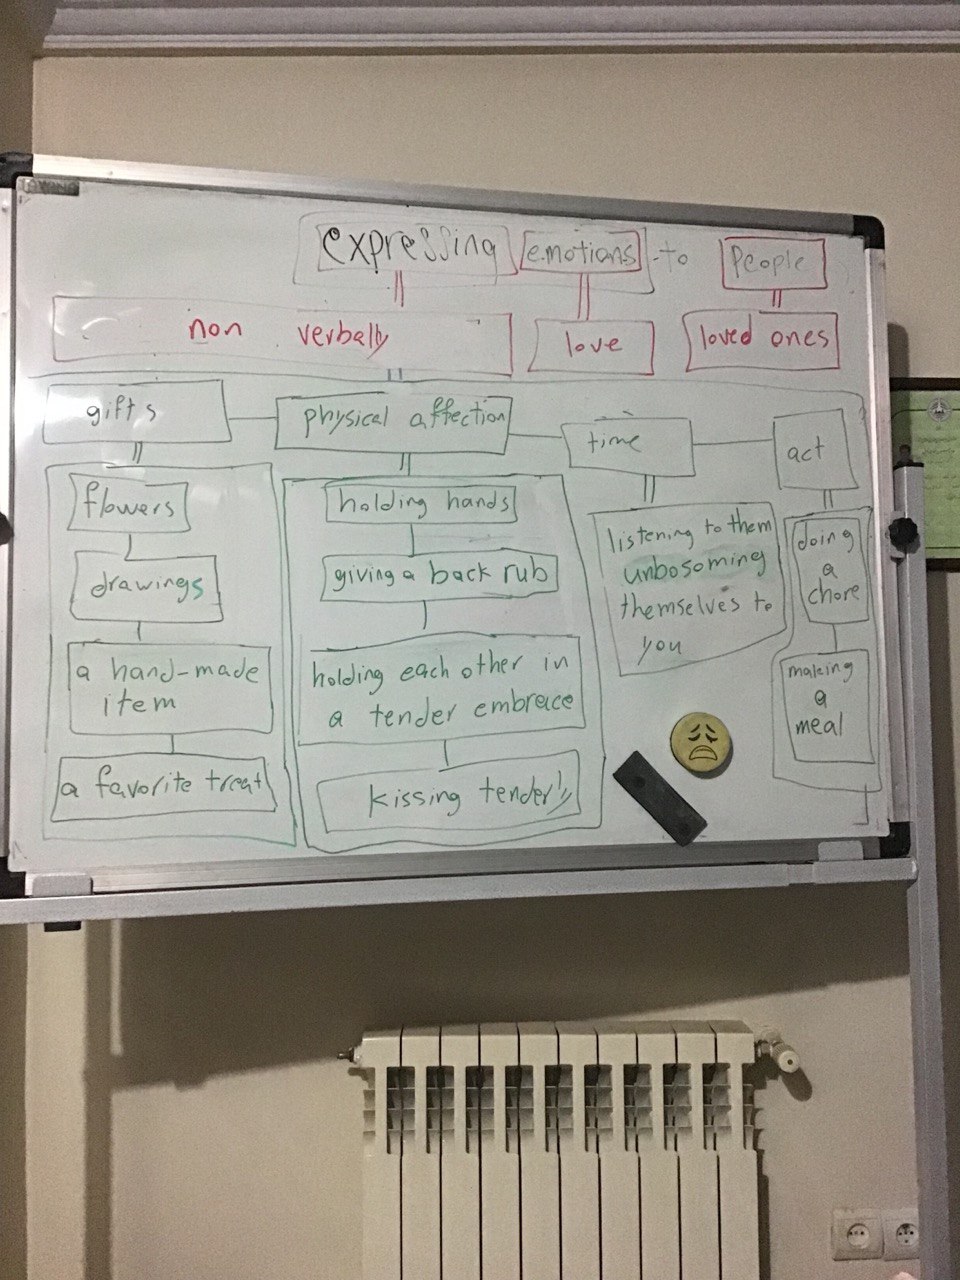 expressing emotions to people
non verbally love loved ones
gifts physical affection time act
flowers
drawings
a hand-made
item
a favorite treat
holding hands
giving a back rub
holding each other in
a tender embrace
kissing tenderly
listening to them
unbosoming
themselves to
you
doing
a
chore
making
a
meal